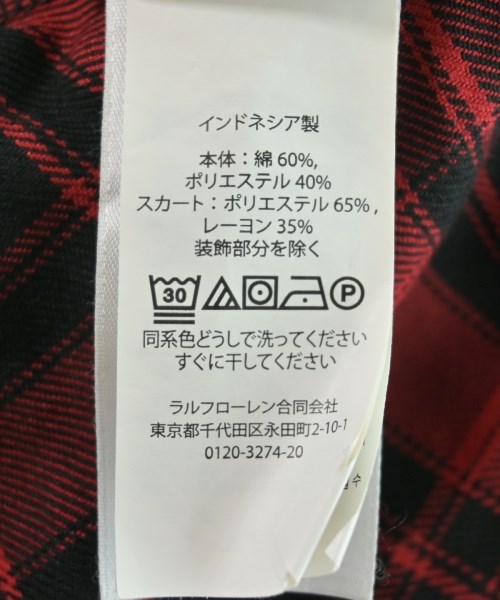 インドネシア製
本体：綿 60%,
ポリエステル 40%
スカート：ポリエステル 65% ,
レーヨン 35%
装飾部分を除く
30 P
同系色どうしで洗ってください
すぐに干してください
ラルフローレン合同会社
東京都千代田区永田町2-10-1
0120-3274-20
수